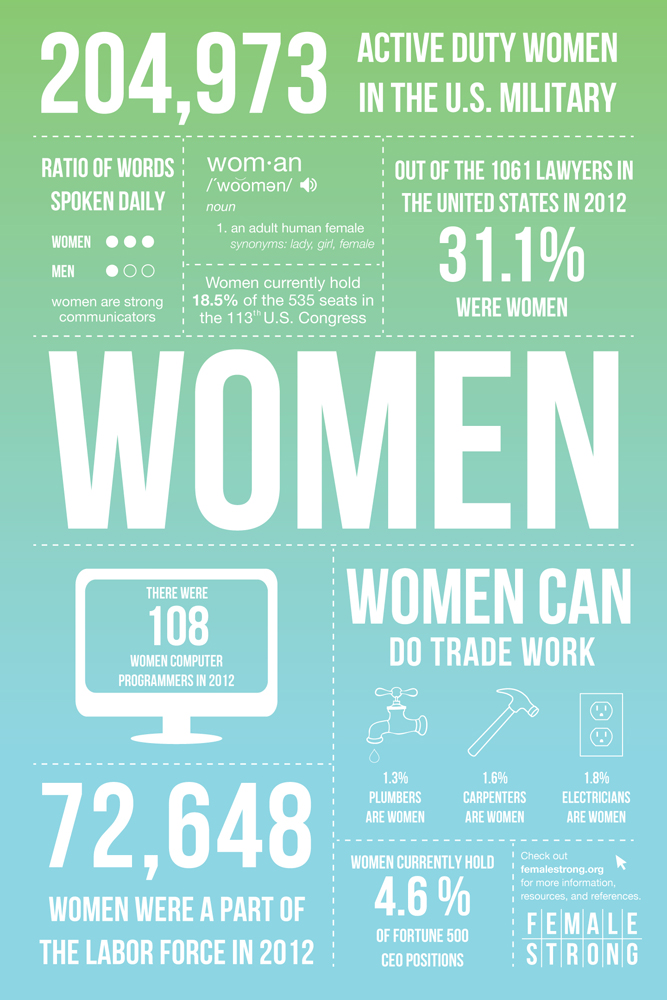 204,973
ACTIVE DUTY WOMEN
IN THE U.S. MILITARY
RATIO OF WORDS
SPOKEN DAILY
WOMEN
MEN
women are strong
communicators
wom·an
/ˈwo͝omən/
noun
1. an adult human female
synonyms: lady, girl, female
Women currently hold
18.5% of the 535 seats in
the 113th U.S. Congress
OUT OF THE 1061 LAWYERS IN
THE UNITED STATES IN 2012
31.1%
WERE WOMEN
WOMEN
THERE WERE
108
WOMEN COMPUTER
PROGRAMMERS IN 2012
72,648
WOMEN WERE A PART OF
THE LABOR FORCE IN 2012
WOMEN CAN
DO TRADE WORK
1.3%
PLUMBERS
ARE WOMEN
1.6%
CARPENTERS
ARE WOMEN
1.8%
ELECTRICIANS
ARE WOMEN
WOMEN CURRENTLY HOLD
4.6 %
OF FORTUNE 500
CEO POSITIONS
Check out
femalestrong.org
for more information,
resources, and references.
FEMALE
STRONG